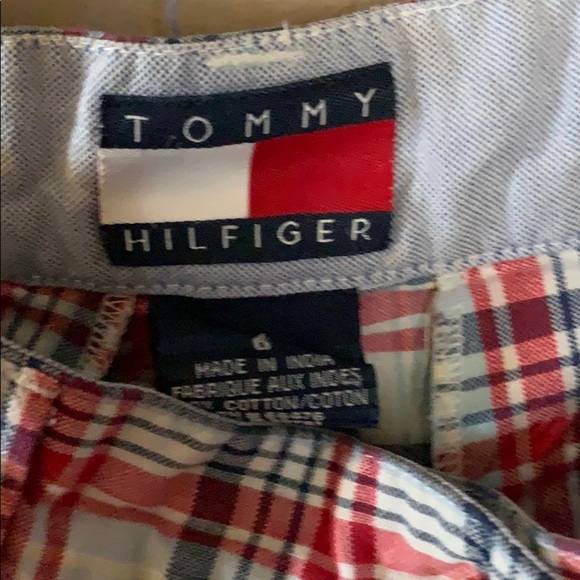 TOMMY
HILFIGER
6
MADE IN INDIA
FABRIQUE AUX INDES
COTTON/COTON